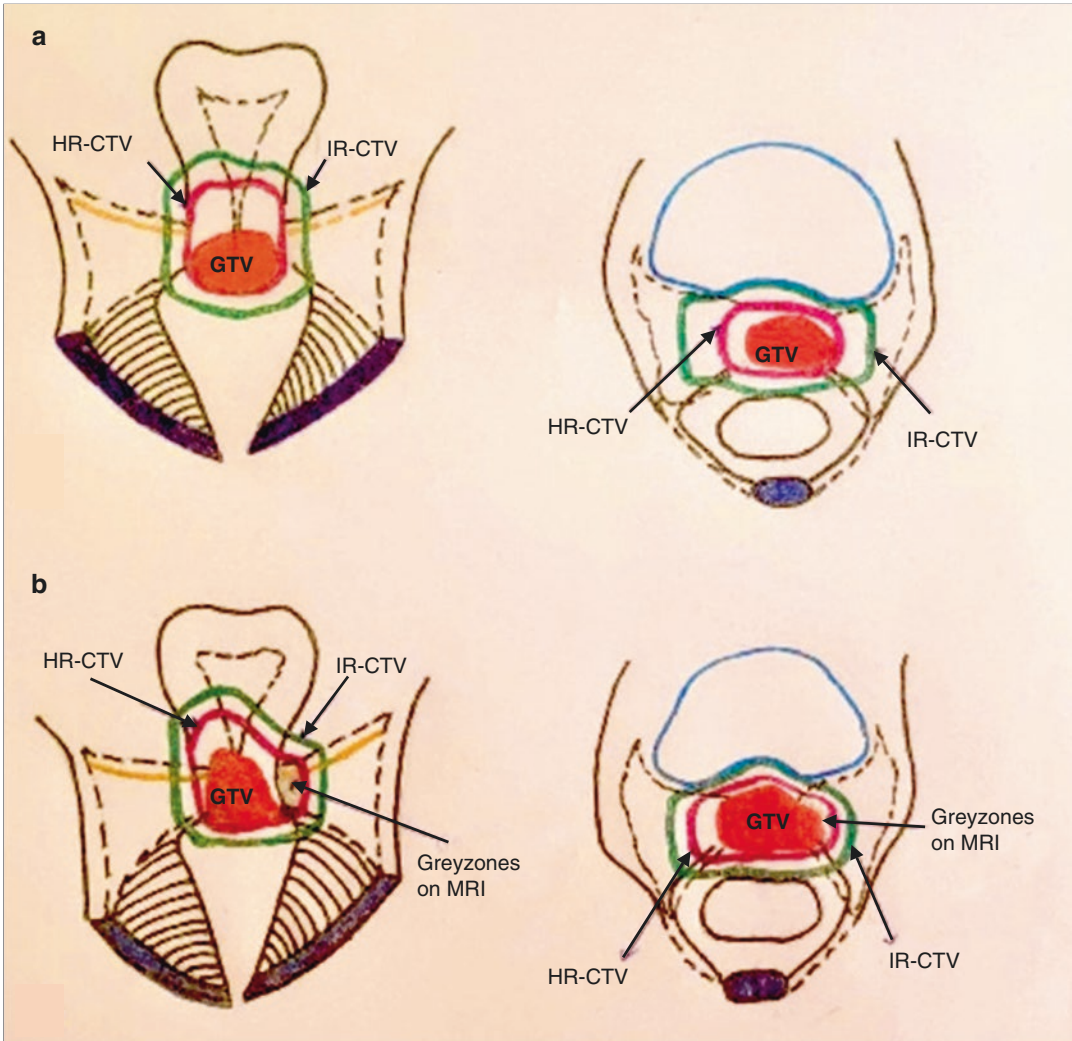 a
HR-CTV
IR-CTV
GTV
GTV
HR-CTV
IR-CTV
b
HR-CTV
IR-CTV
GTV
Greyzones
on MRI
GTV
Greyzones
on MRI
HR-CTV
IR-CTV